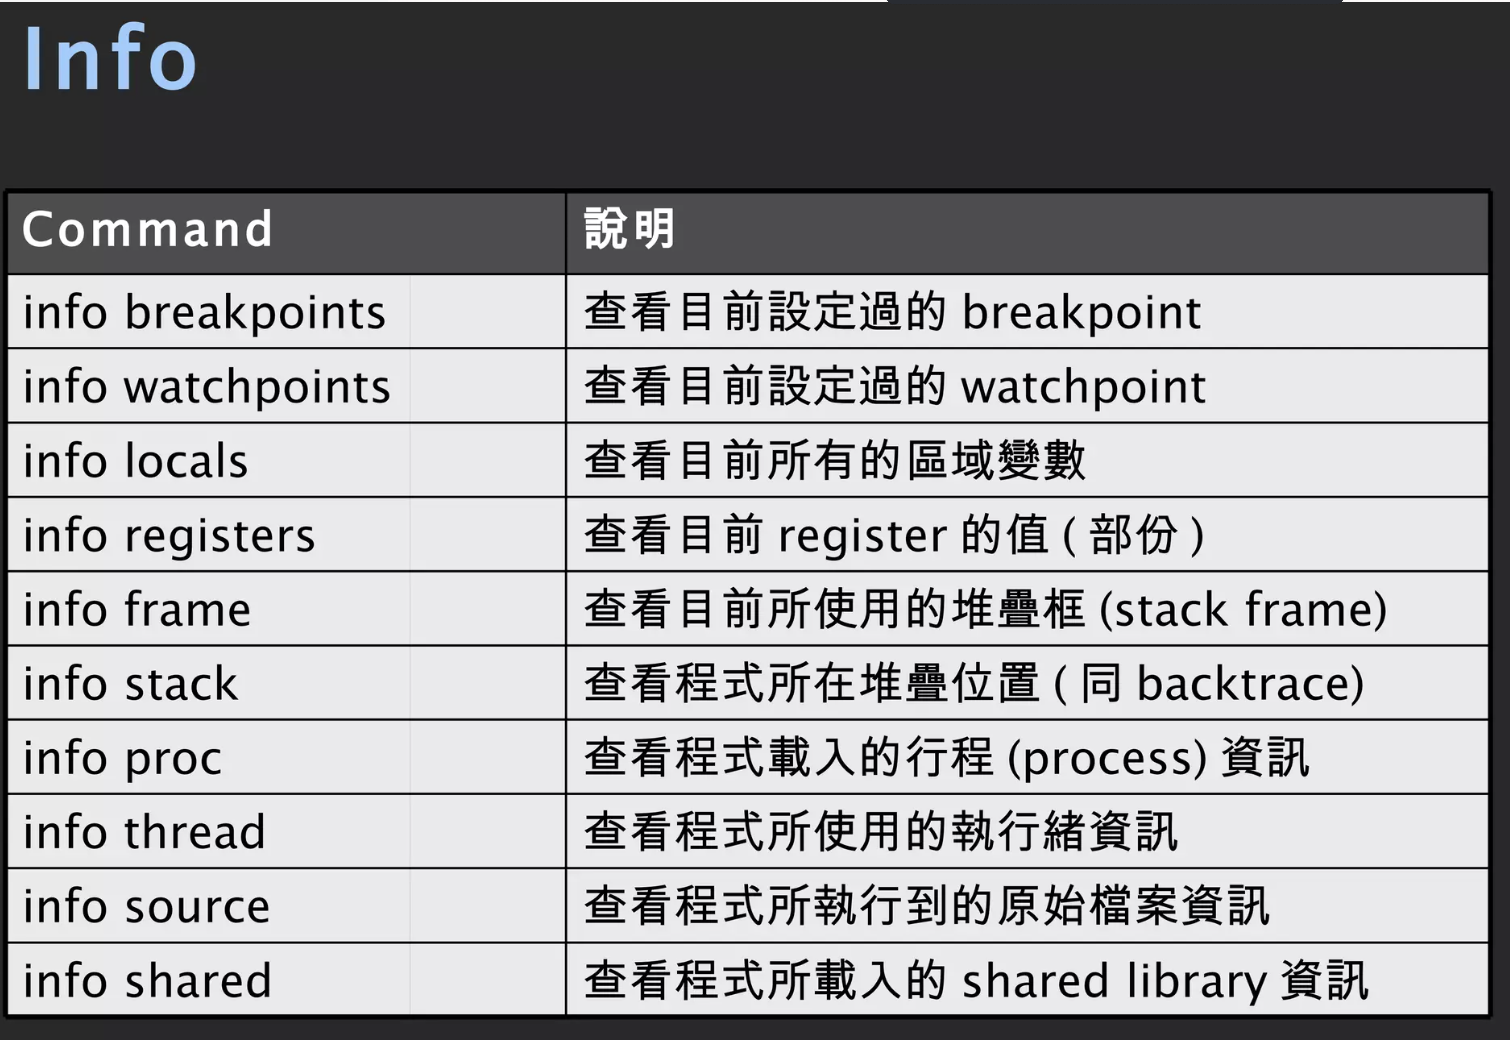 Info
Command 說明
info breakpoints 查看目前設定過的 breakpoint
info watchpoints 查看目前設定過的 watchpoint
info locals 查看目前所有的區域變數
info registers 查看目前 register 的值 ( 部份 )
info frame 查看目前所使用的堆疊框 (stack frame)
info stack 查看程式所在堆疊位置 ( 同 backtrace)
info proc 查看程式載入的行程 (process) 資訊
info thread 查看程式所使用的執行緒資訊
info source 查看程式所執行到的原始檔案資訊
info shared 查看程式所載入的 shared library 資訊